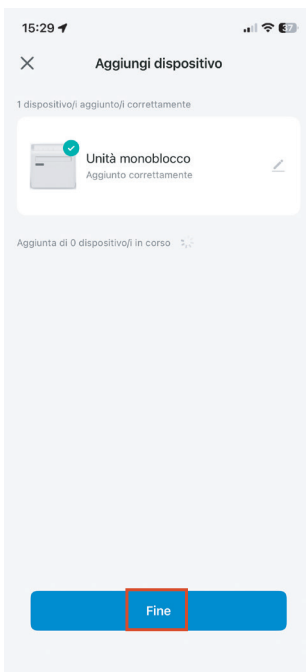 15:29
37
Aggiungi dispositivo
1 dispositivo/i aggiunto/i correttamente
Unità monoblocco
Aggiunto correttamente
Aggiunta di 0 dispositivo/i in corso
Fine